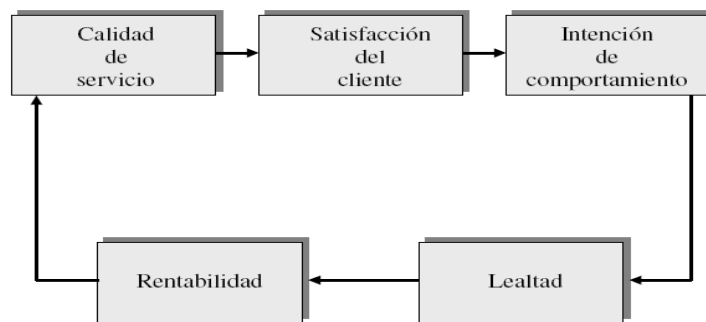 Calidad
de
servicio
Satisfacción
del
cliente
Intención
de
comportamiento
Rentabilidad
Lealtad